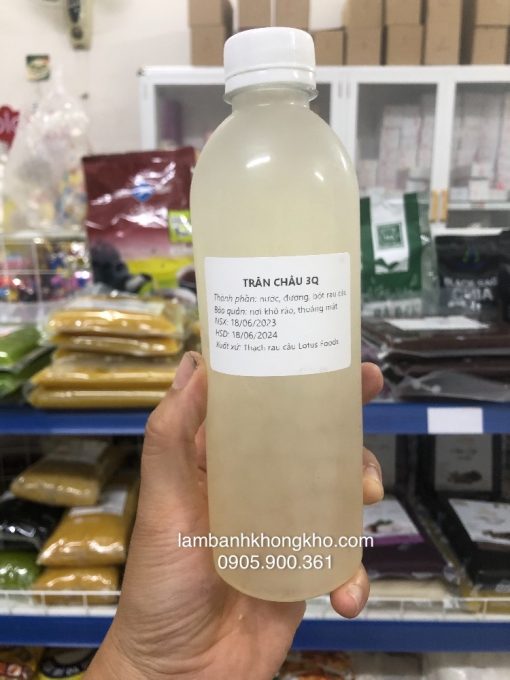 TRÂN CHÂU 3Q
Thành phần: nước, đường, bột rau câu
Bảo quản: nơi khô ráo, thoáng mát
NSX: 18/06/2023
HSD: 18/06/2024
Xuất xứ: Thạch rau câu Lotus Foods
BLACK GAO
lambanhkhongkho.com
0905.900.361